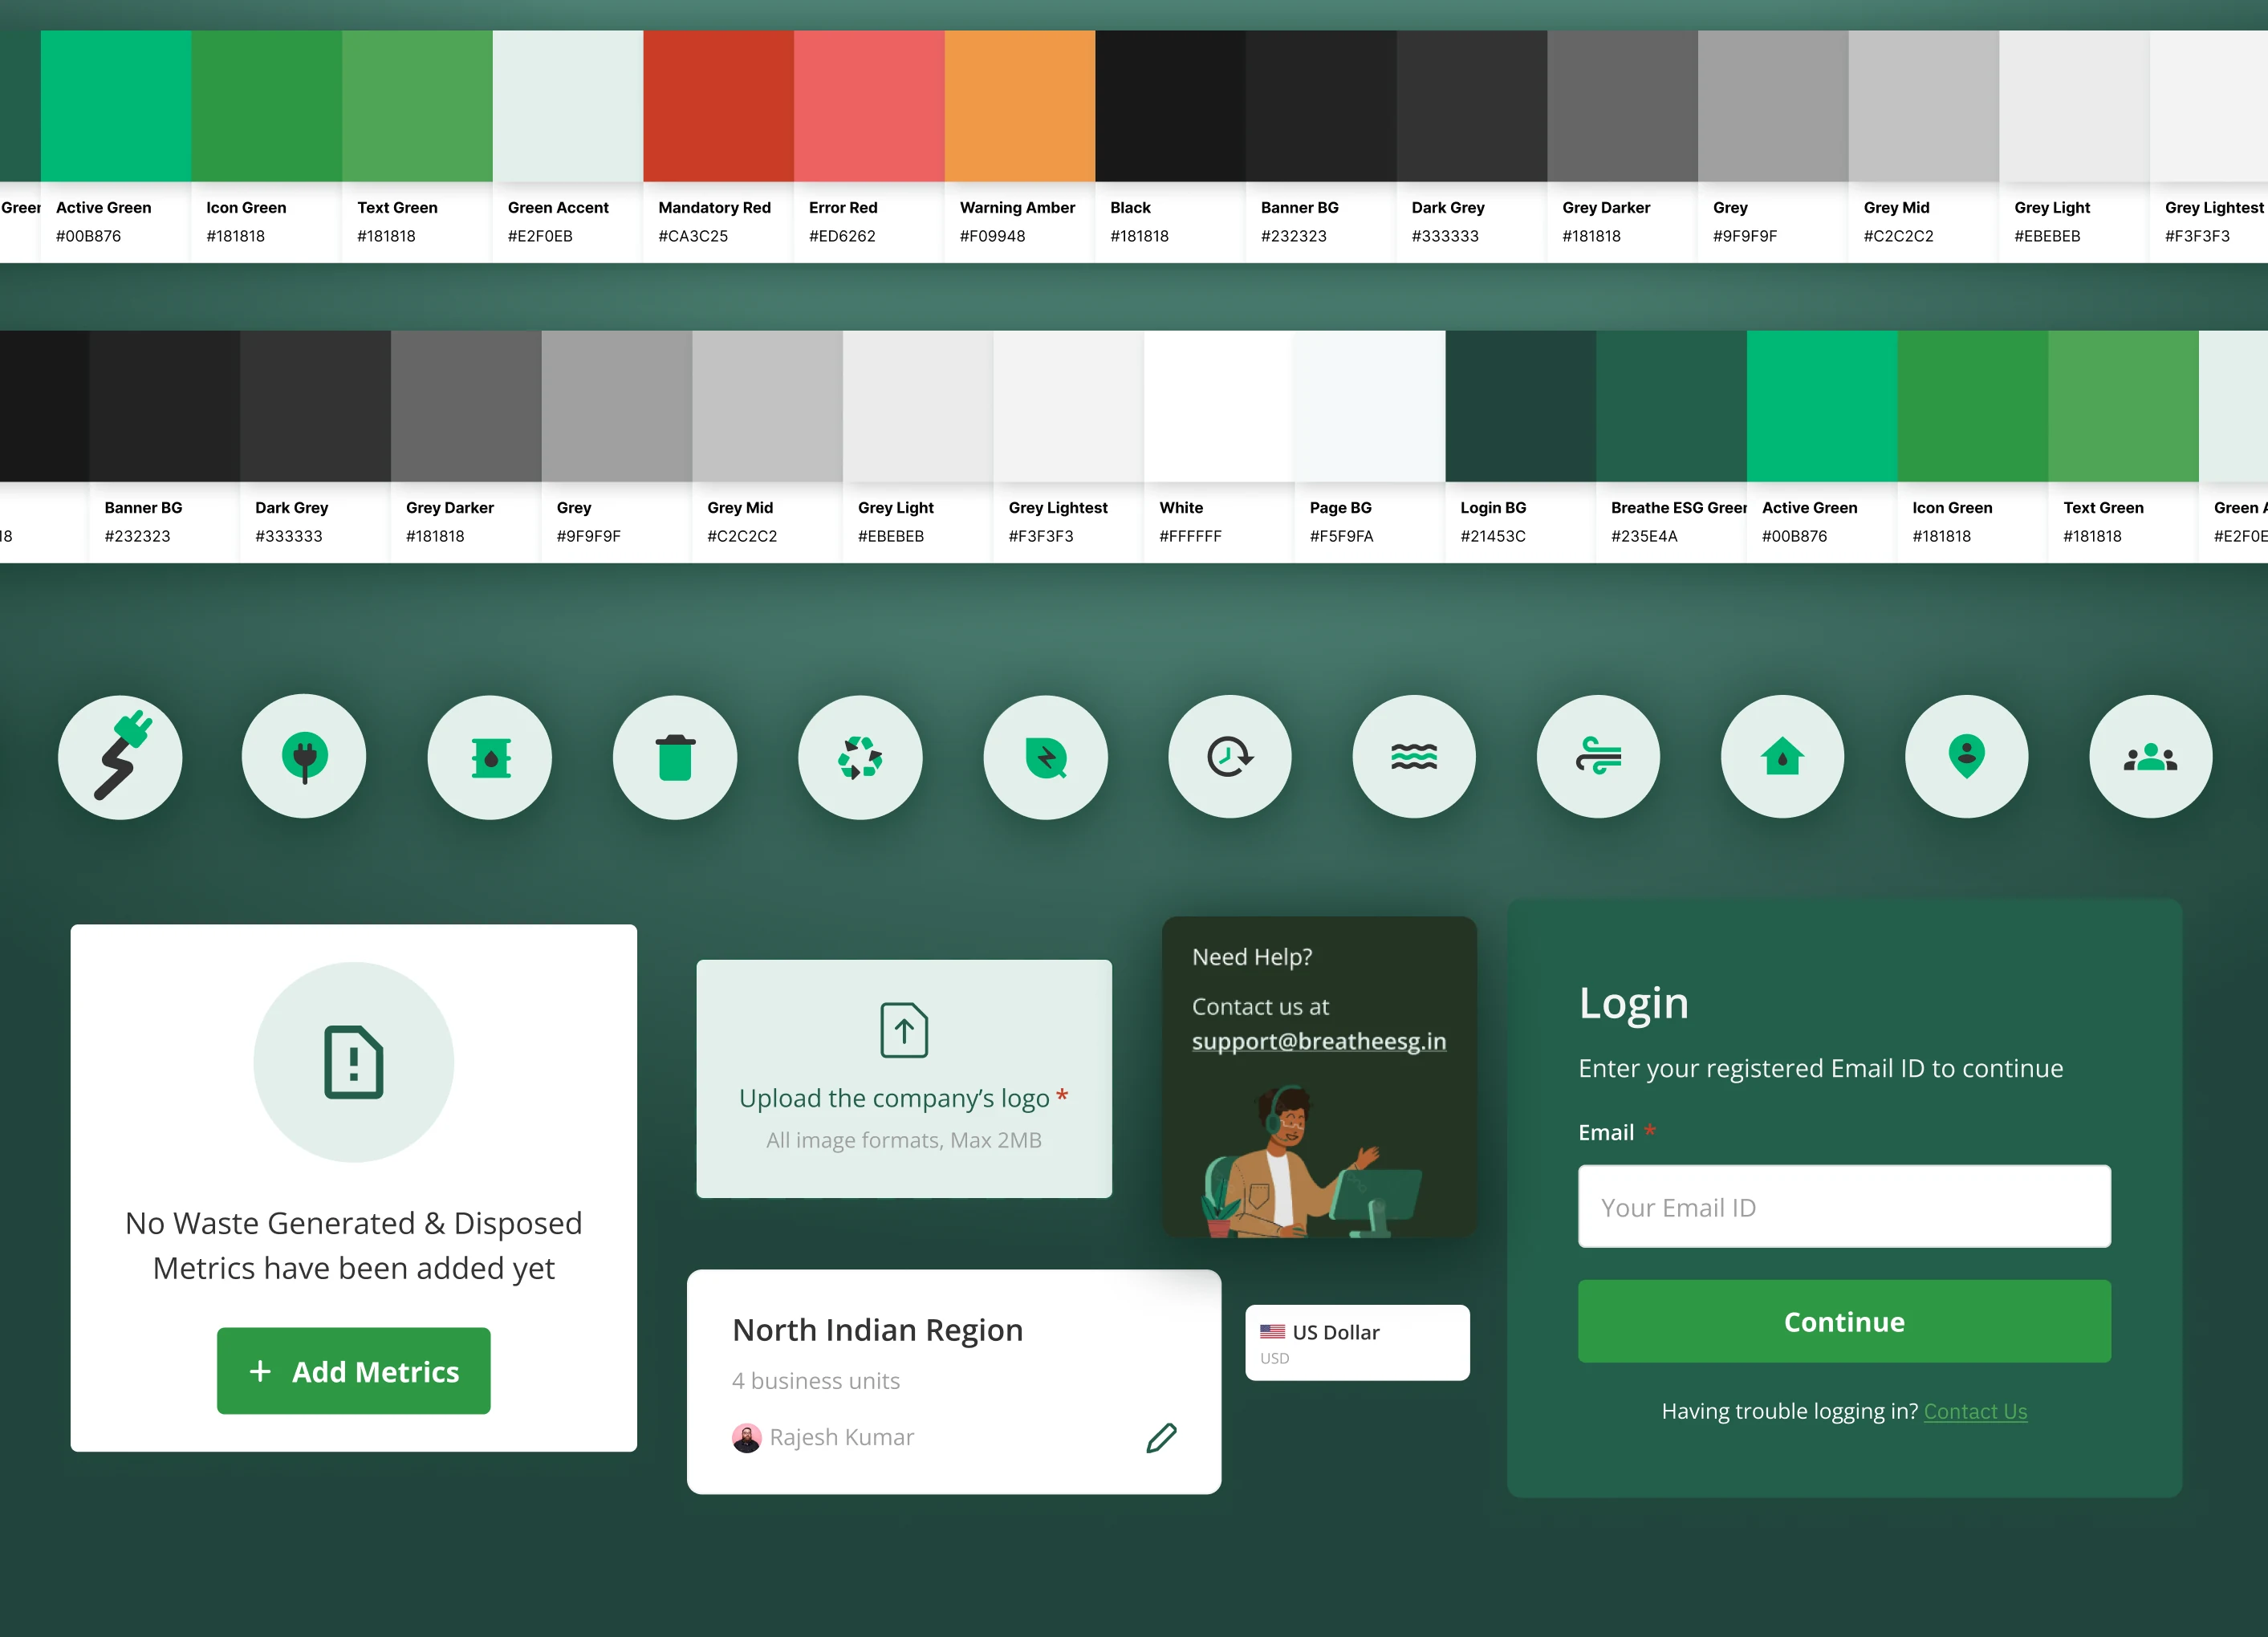 Green
Active Green
Icon Green
Text Green
Green Accent
Mandatory Red
Error Red
Warning Amber
Black
Banner BG
Dark Grey
Grey Darker
Grey
Grey Mid
Grey Light
Grey Lightest
#00B876
#181818
#181818
#E2F0EB
#CA3C25
#ED6262
#F09948
#181818
#232323
#333333
#181818
#9F9F9F
#C2C2C2
#EBEBEB
#F3F3F3
Banner BG
Dark Grey
Grey Darker
Grey
Grey Mid
Grey Light
Grey Lightest
White
Page BG
Login BG
Breathe ESG Green
Active Green
Icon Green
Text Green
Green A
18
#232323
#333333
#181818
#9F9F9F
#C2C2C2
#EBEBEB
#F3F3F3
#FFFFFF
#F5F9FA
#21453C
#235E4A
#00B876
#181818
#181818
#E2F0E
No Waste Generated & Disposed
Metrics have been added yet
+ Add Metrics
Upload the company's logo *
All image formats, Max 2MB
Need Help?
Contact us at
support@breatheesg.in
North Indian Region
4 business units
Rajesh Kumar
US Dollar
USD
Login
Enter your registered Email ID to continue
Email *
Your Email ID
Continue
Having trouble logging in? Contact Us